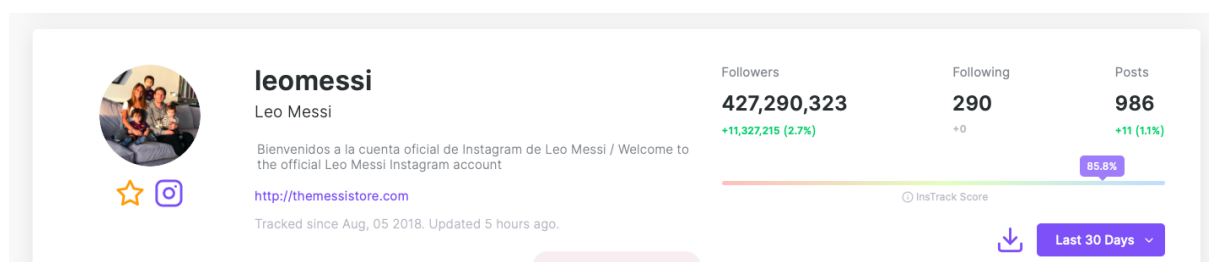 leomessi
Leo Messi
Bienvenidos a la cuenta oficial de Instagram de Leo Messi / Welcome to
the official Leo Messi Instagram account
http://themessistore.com
Tracked since Aug, 05 2018. Updated 5 hours ago.
Followers
427,290,323
+11,327,215 (2.7%)
Following
290
+0
Posts
986
+11 (1.1%)
85.8%
InsTrack Score
Last 30 Days